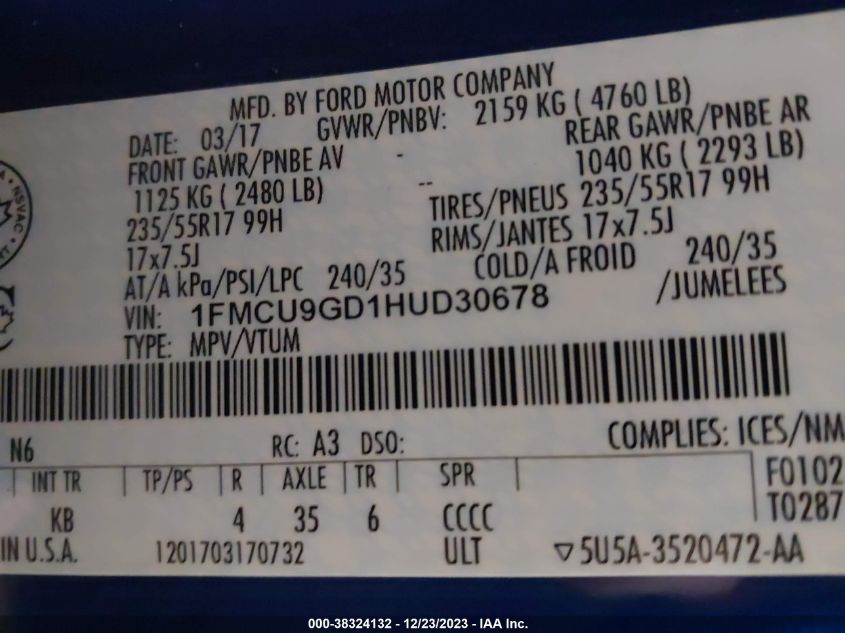 MFD. BY FORD MOTOR COMPANY
DATE: 03/17 GVWR/PNBV: 2159 KG ( 4760 LB)
FRONT GAWR/PNBE AV - REAR GAWR/PNBE AR
1125 KG ( 2480 LB) -- 1040 KG ( 2293 LB)
235/55R17 99H TIRES/PNEUS 235/55R17 99H
17x7.5J RIMS/JANTES 17x7.5J
AT/A kPa/PSI/LPC 240/35 COLD/A FROID 240/35
VIN: 1FMCU9GD1HUD30678 /JUMELEES
TYPE: MPV/VTUM
NSVAC
N6 RC: A3 DSO: COMPLIES: ICES/NM
INT TR TP/PS R AXLE TR SPR F0102
KB 4 35 6 CCCC T0287
IN U.S.A. 1201703170732 ULT ▽5U5A-3520472-AA
000-38324132 - 12/23/2023 - IAA Inc.